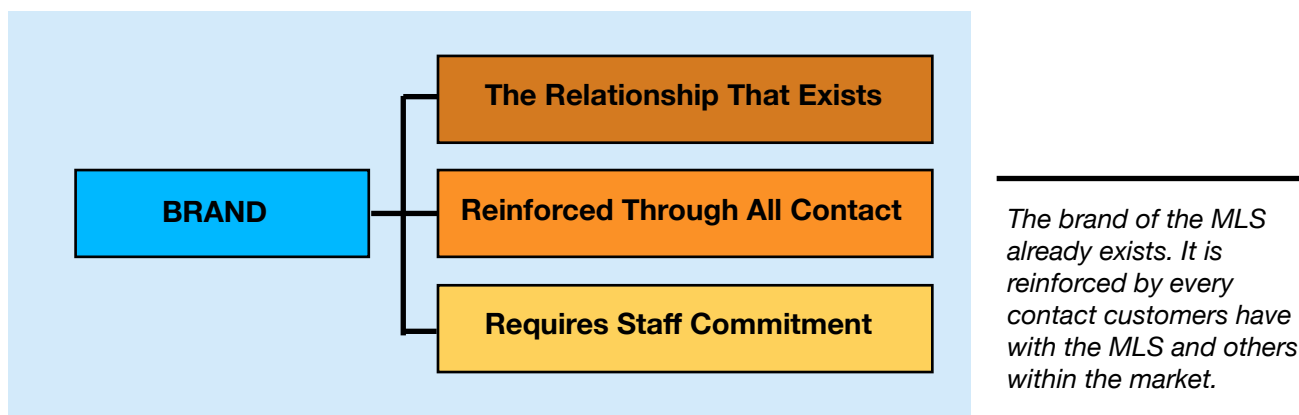 The Relationship That Exists
BRAND
Reinforced Through All Contact
Requires Staff Commitment
The brand of the MLS
already exists. It is
reinforced by every
contact customers have
with the MLS and others
within the market.